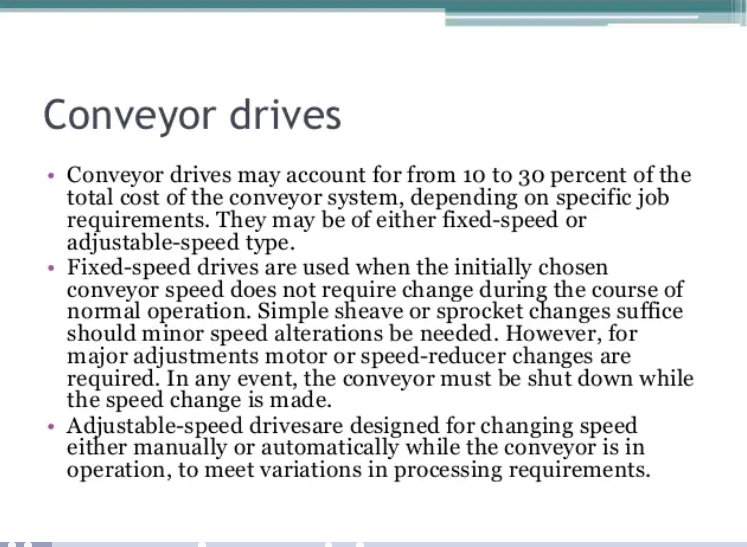 Conveyor drives
• Conveyor drives may account for from 10 to 30 percent of the
total cost of the conveyor system, depending on specific job
requirements. They may be of either fixed-speed or
adjustable-speed type.
• Fixed-speed drives are used when the initially chosen
conveyor speed does not require change during the course of
normal operation. Simple sheave or sprocket changes suffice
should minor speed alterations be needed. However, for
major adjustments motor or speed-reducer changes are
required. In any event, the conveyor must be shut down while
the speed change is made.
• Adjustable-speed drivesare designed for changing speed
either manually or automatically while the conveyor is in
operation, to meet variations in processing requirements.